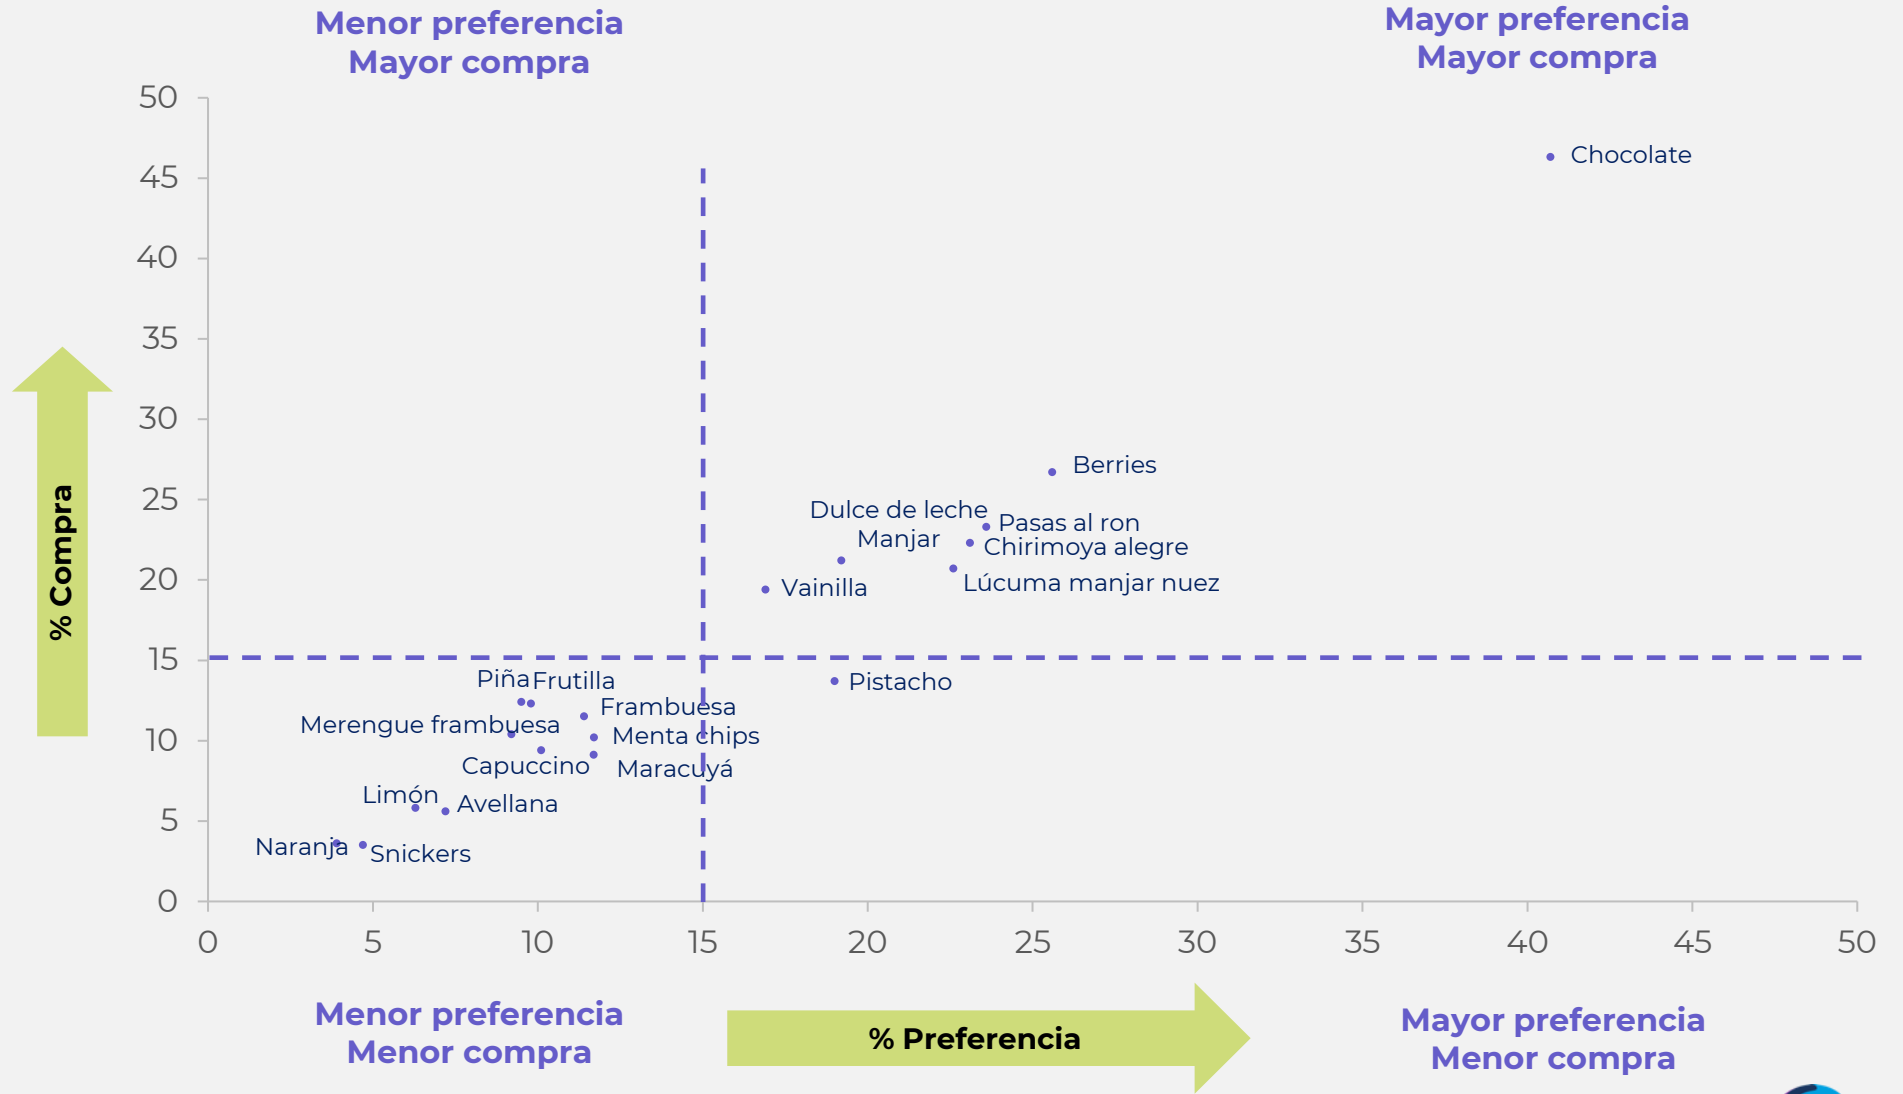 Menor preferencia
Mayor compra
Mayor preferencia
Mayor compra
50
45
40
35
30
25
20
15
10
5
0
% Compra
Chocolate
Berries
Dulce de leche
Pasas al ron
Manjar
Chirimoya alegre
Vainilla
Lúcuma manjar nuez
Piña
Frutilla
Pistacho
Frambuesa
Merengue frambuesa
Menta chips
Capuccino
Maracuyá
Limón
Avellana
Naranja
Snickers
0 5 10 15 20 25 30 35 40 45 50
Menor preferencia
Menor compra
% Preferencia
Mayor preferencia
Menor compra